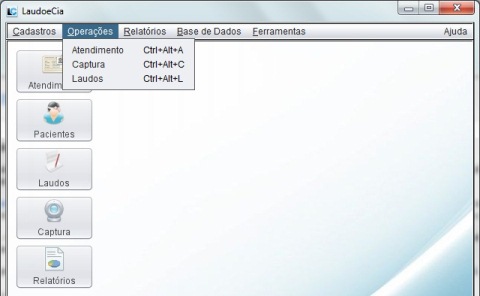 LaudoeCia
Cadastros Operações Relatórios Base de Dados Ferramentas Ajuda
Atendimento Ctrl+Alt+A
Captura Ctrl+Alt+C
Laudos Ctrl+Alt+L
Pacientes
Laudos
Captura
Relatórios